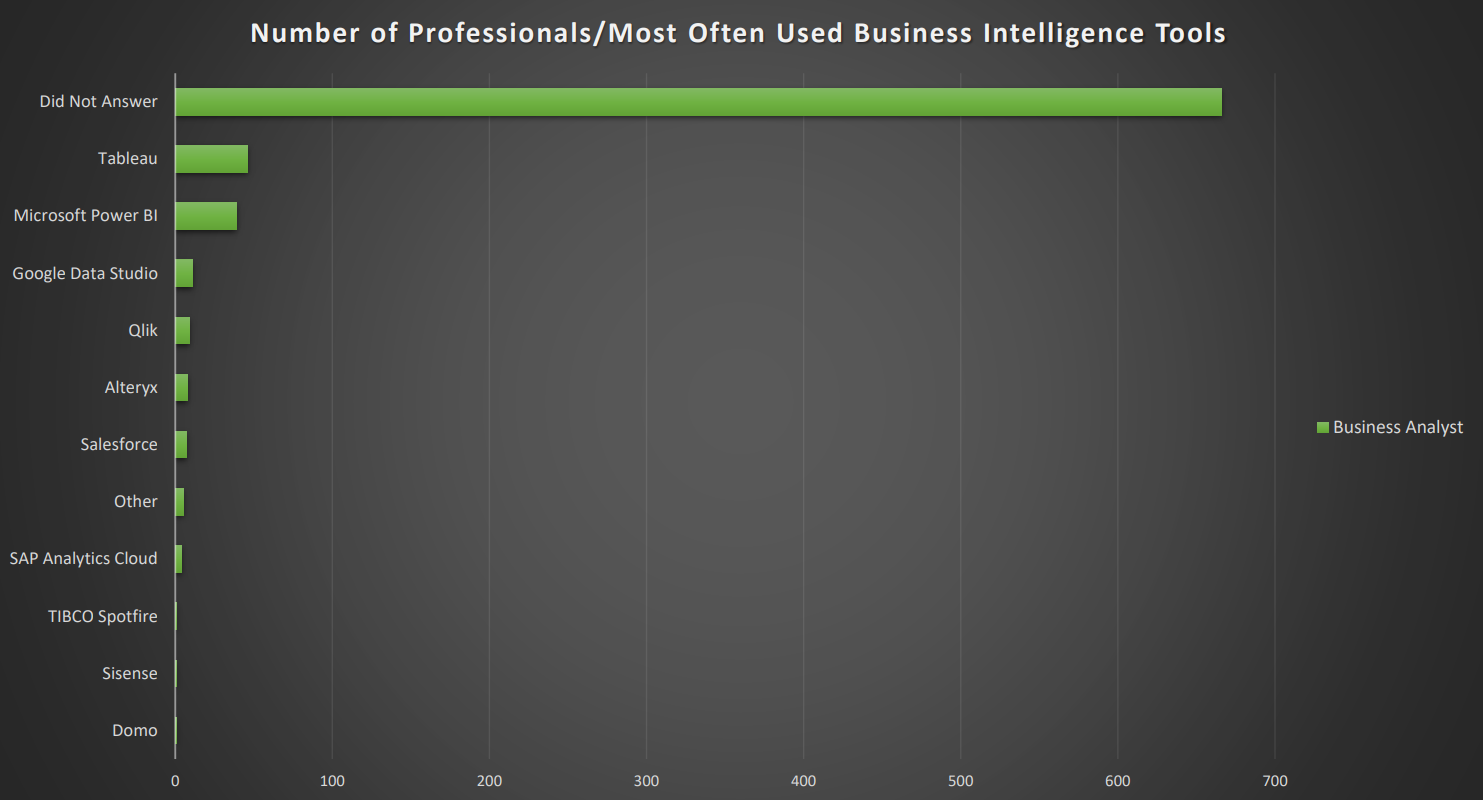 Number of Professionals/Most Often Used Business Intelligence Tools
Did Not Answer
Tableau
Microsoft Power BI
Google Data Studio
Qlik
Alteryx
Salesforce
Other
SAP Analytics Cloud
TIBCO Spotfire
Sisense
Domo
0 100 200 300 400 500 600 700
Business Analyst